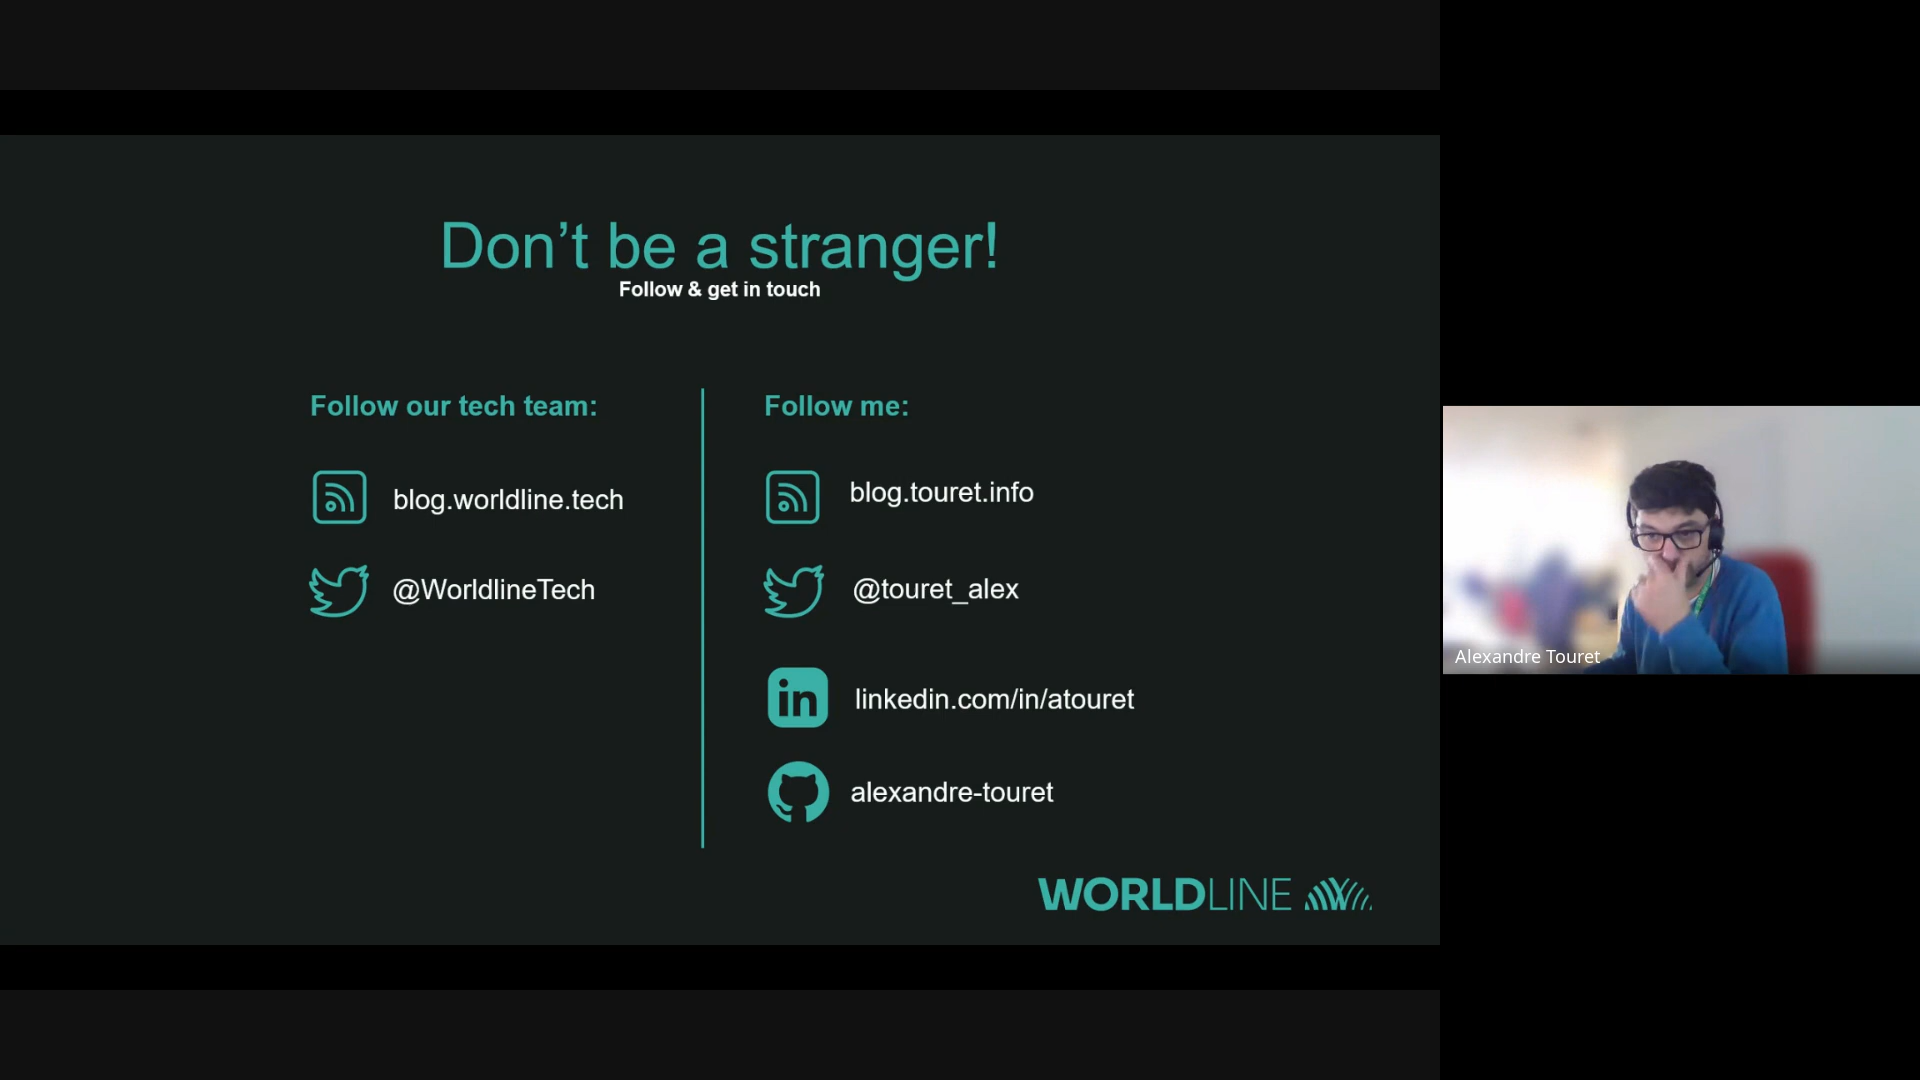 Don’t be a stranger!
Follow & get in touch
Follow our tech team:
blog.worldline.tech
@WorldlineTech
Follow me:
blog.touret.info
@touret_alex
in
linkedin.com/in/atouret
alexandre-touret
WORLDLINE
Alexandre Touret